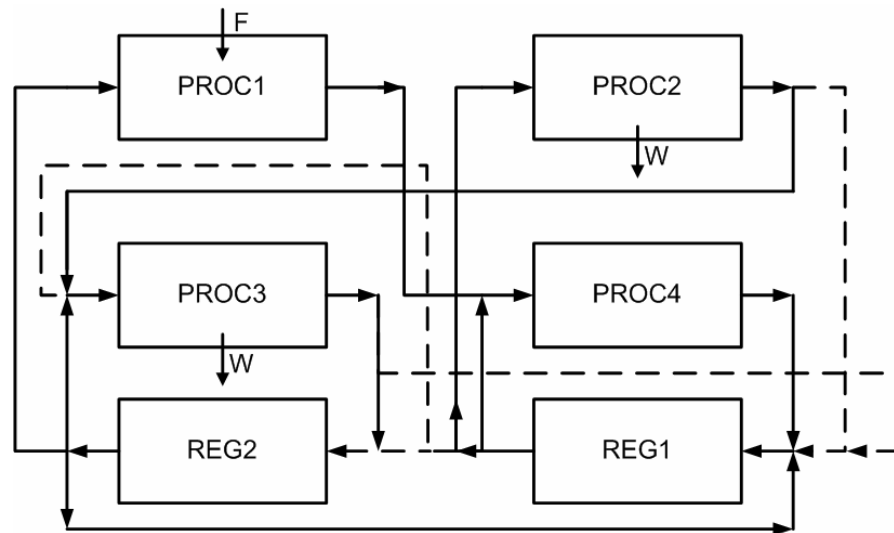 F
PROC1
PROC2
W
PROC3
PROC4
W
REG2
REG1